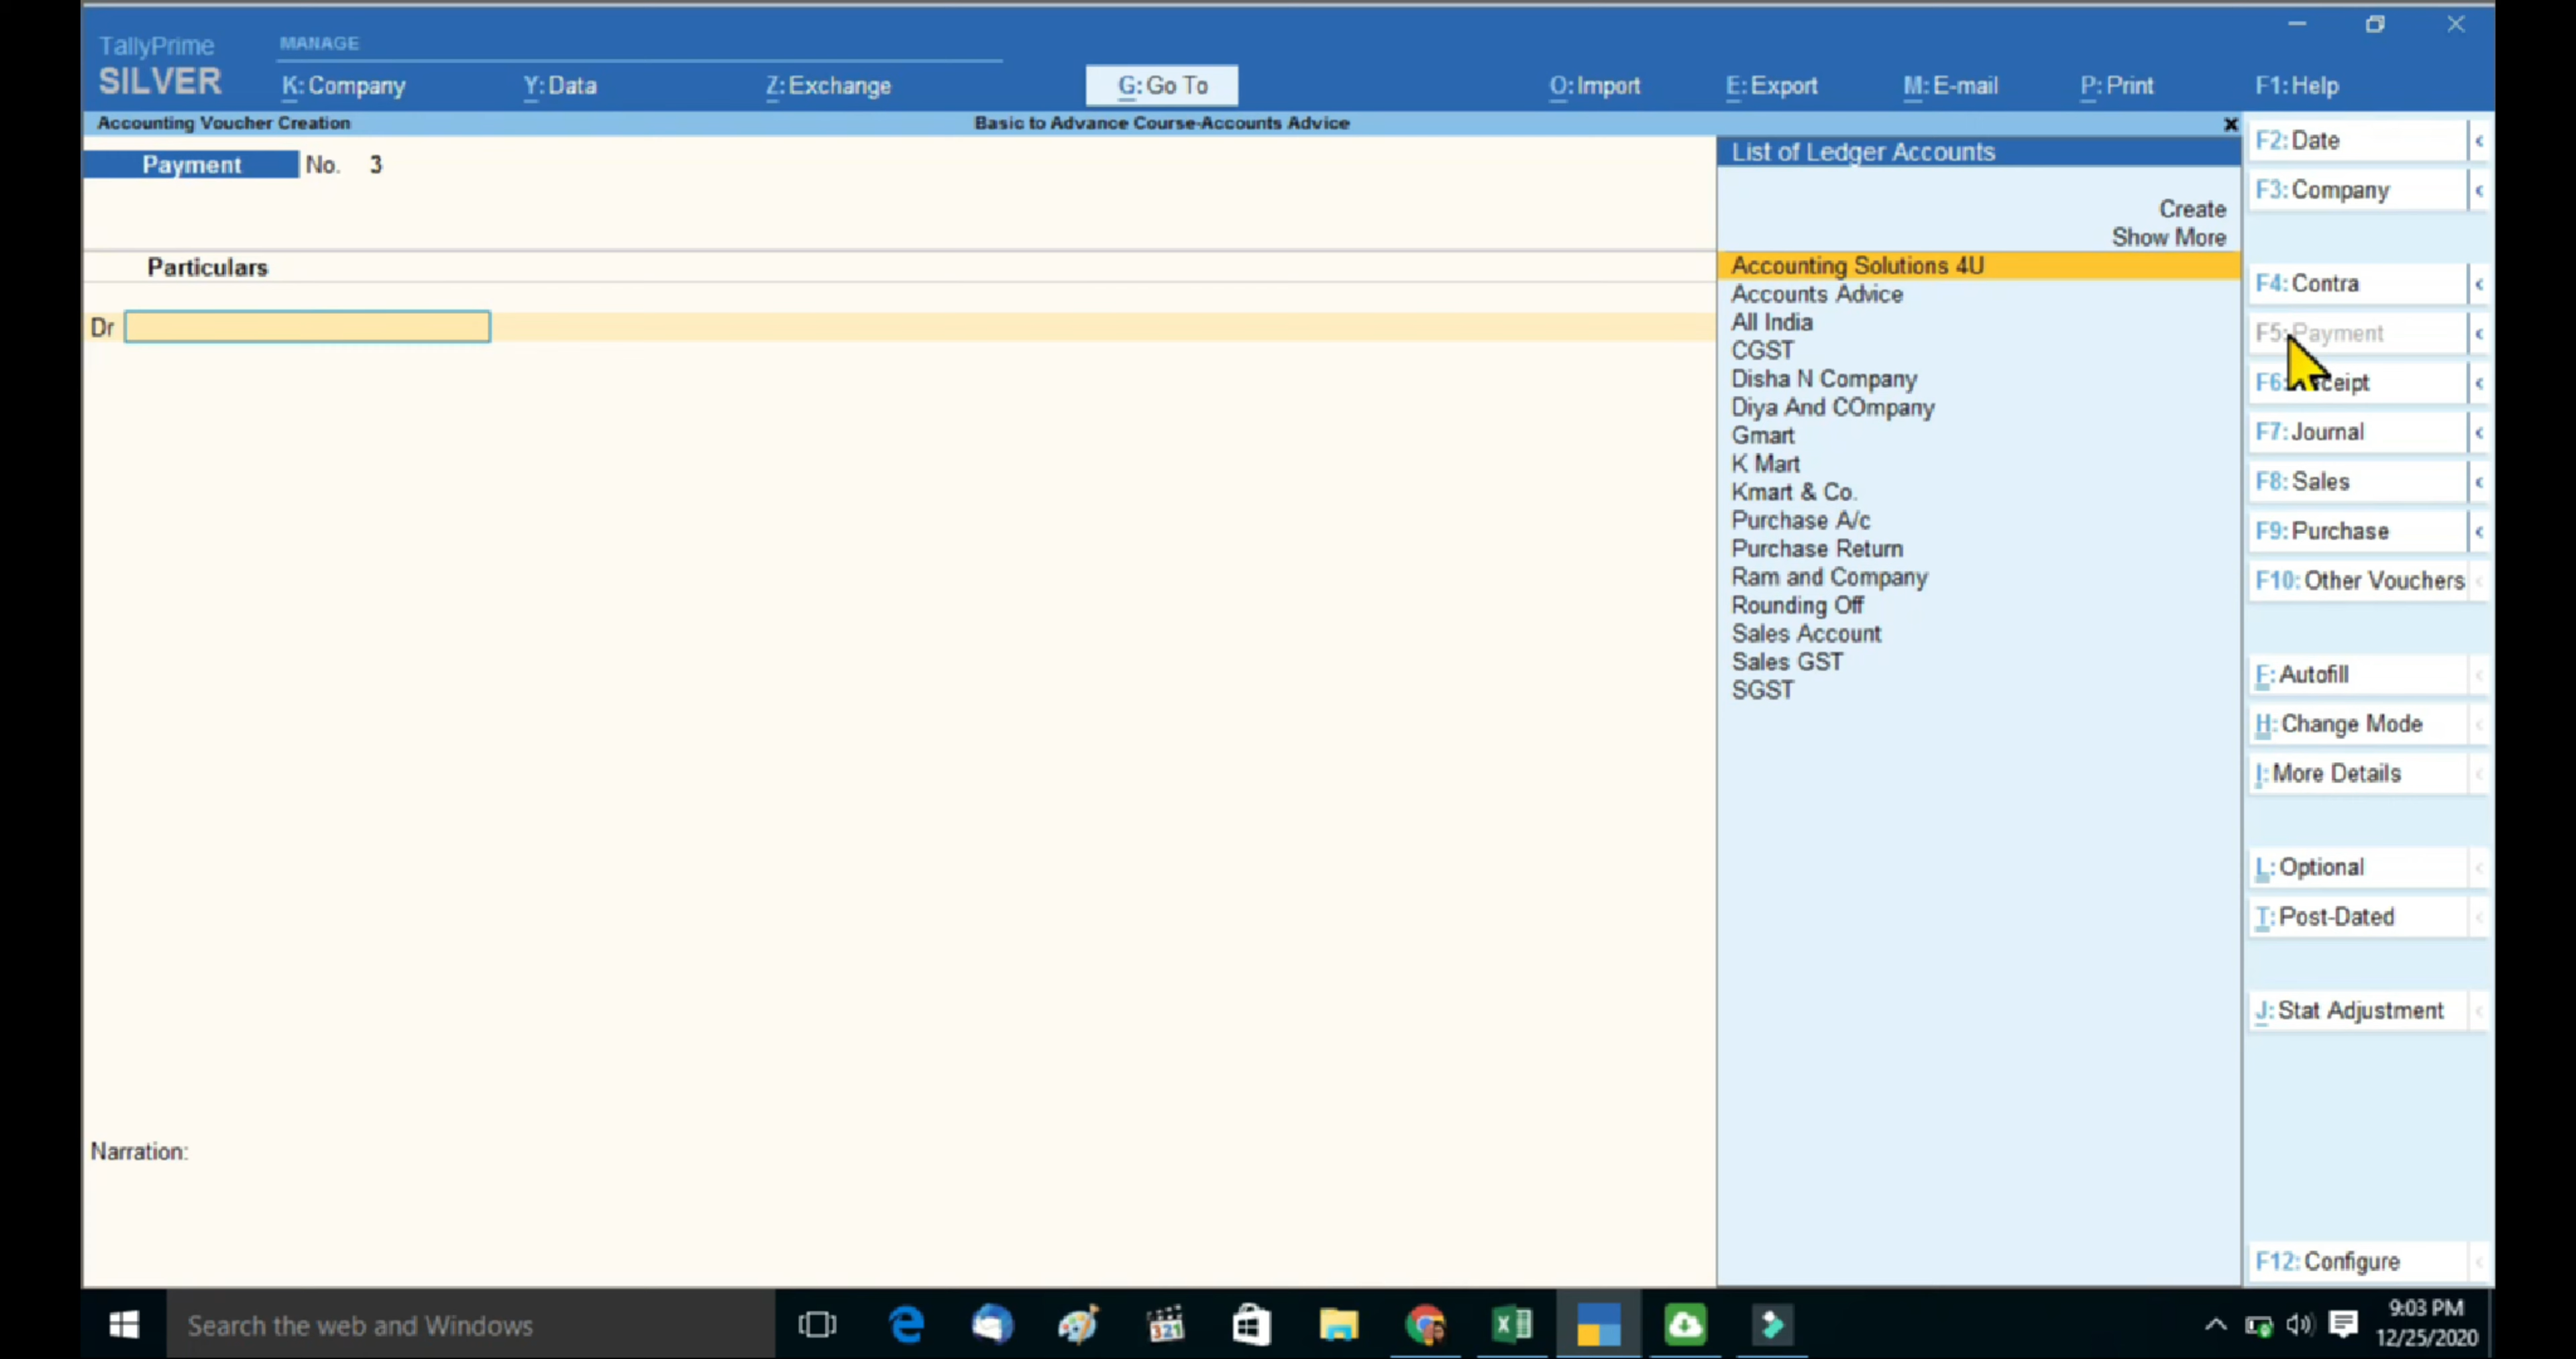 TallyPrime
SILVER
MANAGE
K: Company
Y: Data
Z: Exchange
G: Go To
O: Import
E: Export
M: E-mail
P: Print
F1: Help
Accounting Voucher Creation
Basic to Advance Course-Accounts Advice
Payment No. 3
Particulars
Dr
Narration:
List of Ledger Accounts
Create
Show More
Accounting Solutions 4U
Accounts Advice
All India
CGST
Disha N Company
Diya And COmpany
Gmart
K Mart
Kmart & Co.
Purchase A/c
Purchase Return
Ram and Company
Rounding Off
Sales Account
Sales GST
SGST
F2: Date
F3: Company
F4: Contra
F5: Payment
F6:
F7: Journal
F8: Sales
F9: Purchase
F10: Other Vouchers
F: Autofill
H: Change Mode
I: More Details
L: Optional
T: Post-Dated
J: Stat Adjustment
F12: Configure
Search the web and Windows
321
9:03 PM
12/25/2020